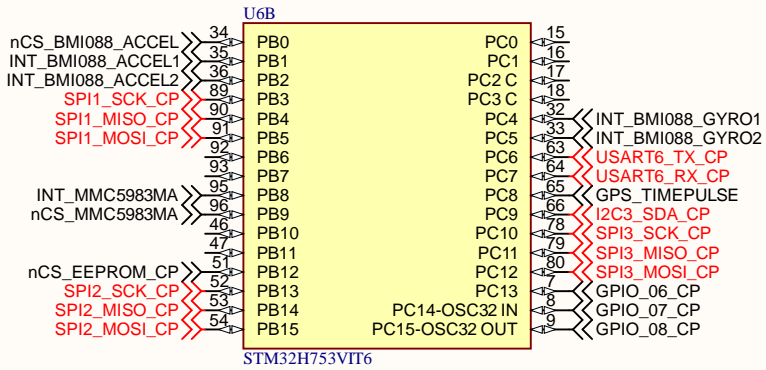 U6B
nCS_BMI088_ACCEL 34 PB0 PC0 15
INT_BMI088_ACCEL1 35 PB1 PC1 16
INT_BMI088_ACCEL2 36 PB2 PC2 C 17
SPI1_SCK_CP 89 PB3 PC3 C 18
SPI1_MISO_CP 90 PB4 PC4 32 INT_BMI088_GYRO1
SPI1_MOSI_CP 91 PB5 PC5 33 INT_BMI088_GYRO2
92 PB6 PC6 63 USART6_TX_CP
93 PB7 PC7 64 USART6_RX_CP
INT_MMC5983MA 95 PB8 PC8 65 GPS_TIMEPULSE
nCS_MMC5983MA 96 PB9 PC9 66 I2C3_SDA_CP
46 PB10 PC10 78 SPI3_SCK_CP
47 PB11 PC11 79 SPI3_MISO_CP
nCS_EEPROM_CP 51 PB12 PC12 80 SPI3_MOSI_CP
SPI2_SCK_CP 52 PB13 PC13 7 GPIO_06_CP
SPI2_MISO_CP 53 PB14 PC14-OSC32 IN 8 GPIO_07_CP
SPI2_MOSI_CP 54 PB15 PC15-OSC32 OUT 9 GPIO_08_CP
STM32H753VIT6